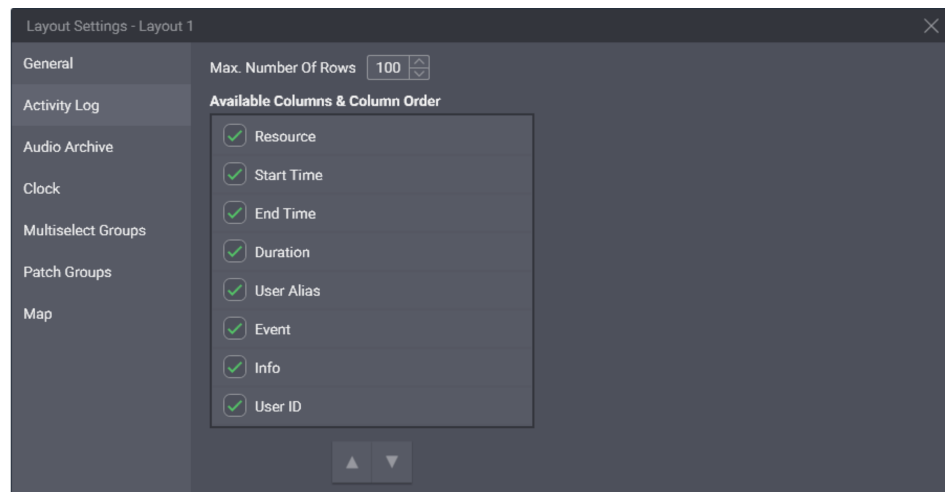 Layout Settings - Layout 1
General
Activity Log
Audio Archive
Clock
Multiselect Groups
Patch Groups
Map
Max. Number Of Rows 100
Available Columns & Column Order
Resource
Start Time
End Time
Duration
User Alias
Event
Info
User ID